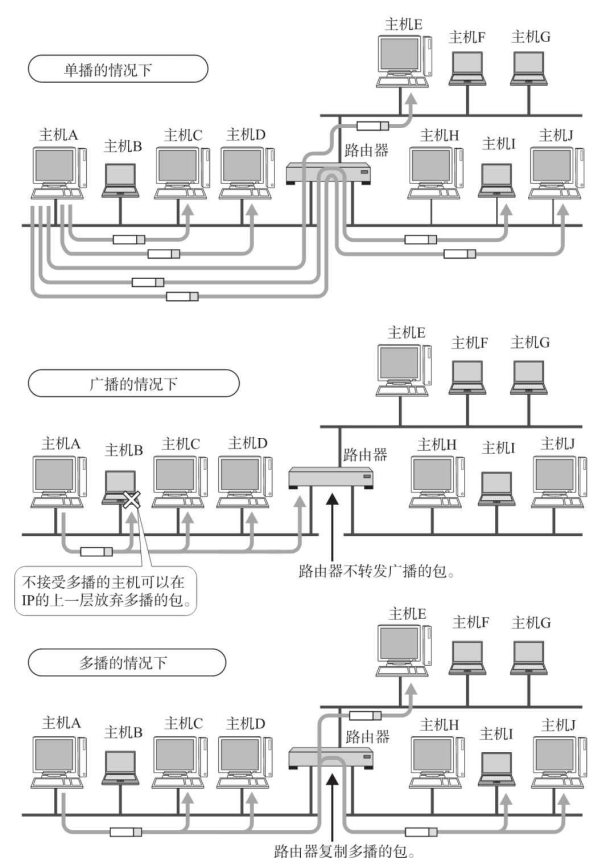 单播的情况下
主机E
主机F
主机G
主机A
主机B
主机C
主机D
路由器
主机H
主机I
主机J
广播的情况下
主机E
主机F
主机G
主机A
主机B
主机C
主机D
路由器
主机H
主机I
主机J
不接受多播的主机可以在
IP的上一层放弃多播的包。
路由器不转发广播的包。
多播的情况下
主机E
主机F
主机G
主机A
主机B
主机C
主机D
路由器
主机H
主机I
主机J
路由器复制多播的包。